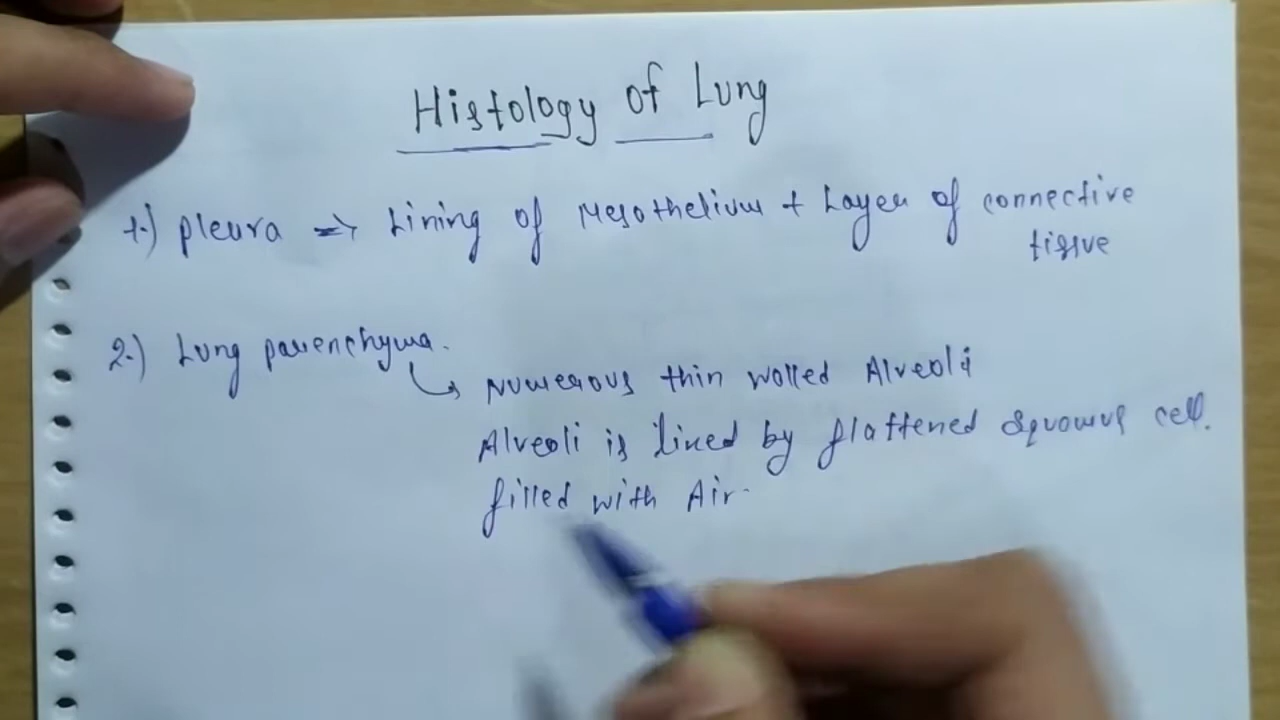 Histology of Lung
1.) pleura => Lining of Mesothelium + Layer of connective
tissue
2.) Lung parenchyma.
Numerous thin walled Alveoli
Alveoli is lined by flattened squamus cell.
filled with Air.